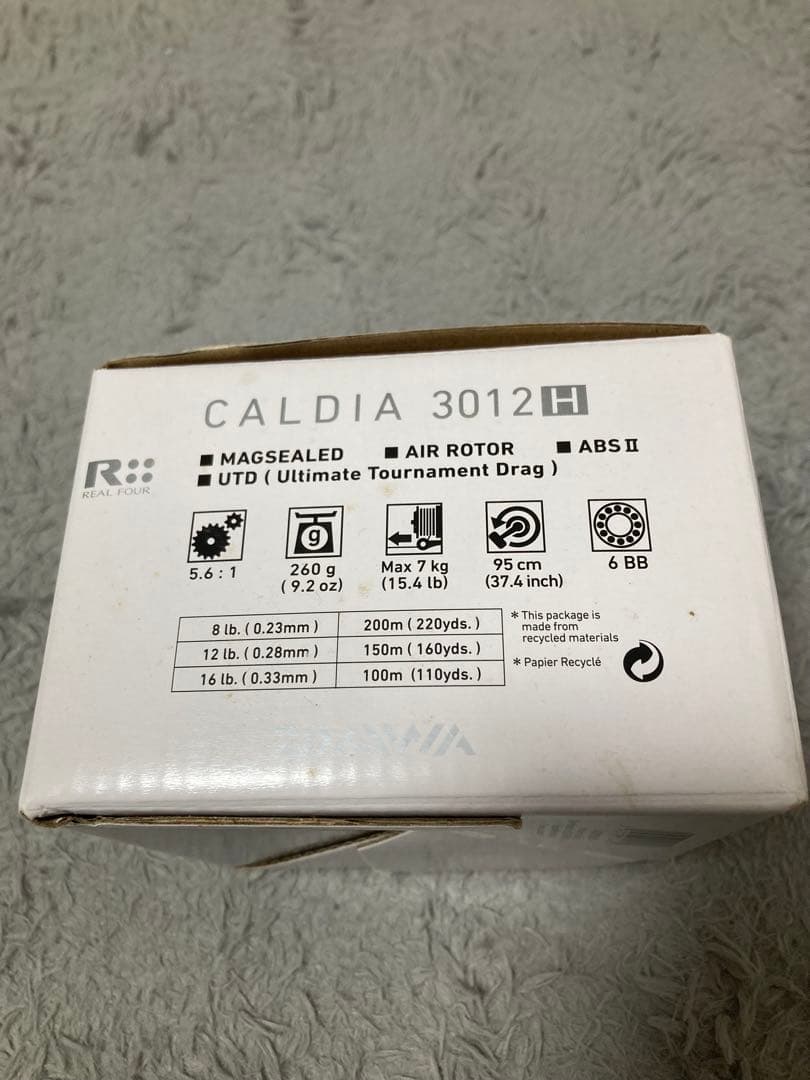 CALDIA 3012H
R
REAL FOUR
■ MAGSEALED ■ AIR ROTOR ■ ABSⅡ
■ UTD ( Ultimate Tournament Drag )
g
5.6 : 1
260 g
( 9.2 oz)
Max 7 kg
(15.4 lb)
95 cm
(37.4 inch)
6 BB
8 lb. ( 0.23mm ) 200m ( 220yds. )
12 lb. ( 0.28mm ) 150m ( 160yds. )
16 lb. ( 0.33mm ) 100m (110yds. )
* This package is
made from
recycled materials
* Papier Recyclé
DAIWA